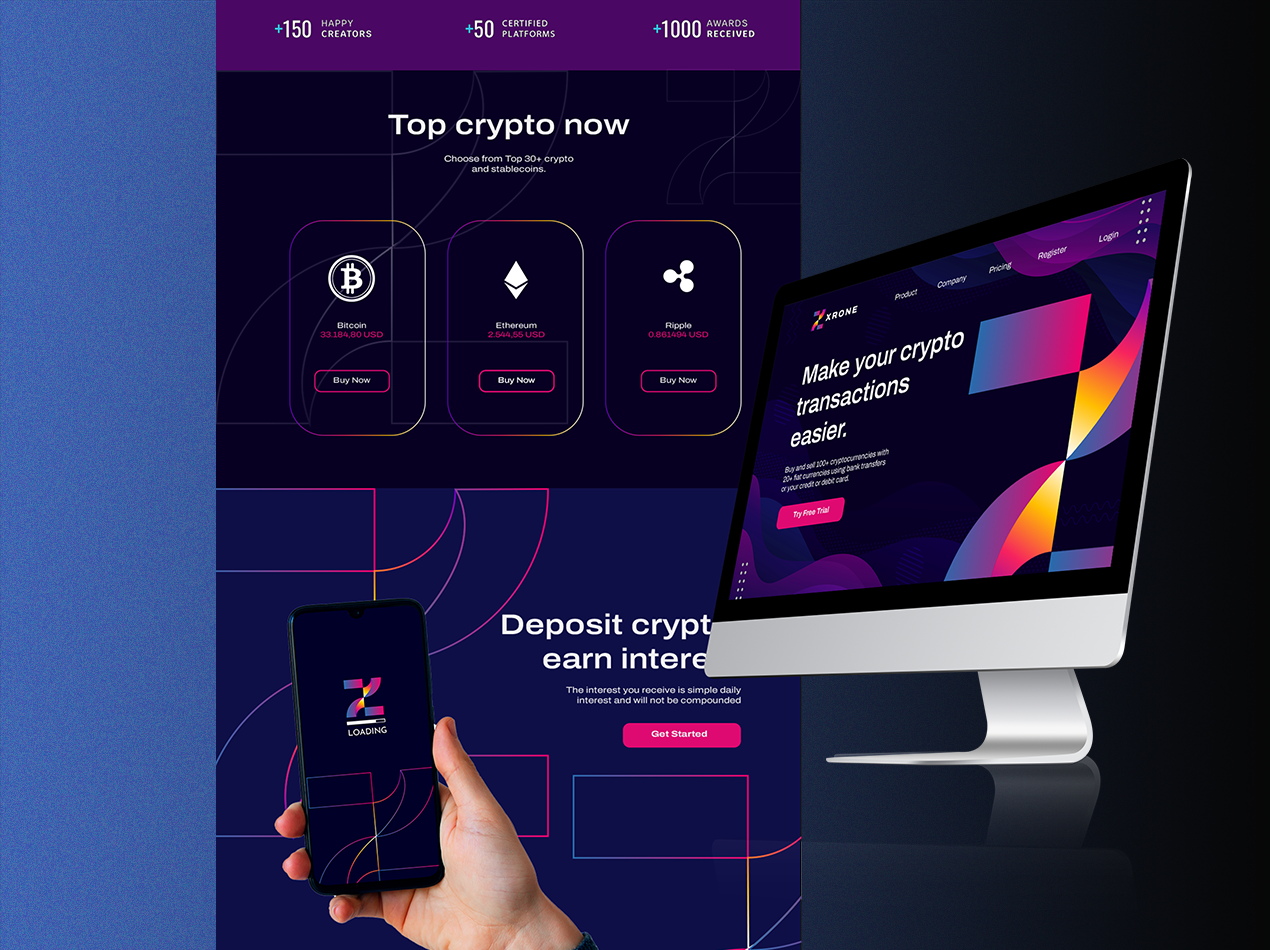 +150 HAPPY
CREATORS
+50 CERTIFIED
PLATFORMS
+1000 AWARDS
RECEIVED
Top crypto now
Choose from Top 30+ crypto
and stablecoins.
Bitcoin
33.184,80 USD
Buy Now
Ethereum
2.544,55 USD
Buy Now
Ripple
0.861494 USD
Buy Now
Deposit crypt
earn intere
The interest you receive is simple daily
interest and will not be compounded
Get Started
LOADING
XRONE
Product Company Pricing Register Login
Make your crypto
transactions
easier.
Buy and sell 100+ cryptocurrencies with
20+ fiat currencies using bank transfers
or your credit or debit card.
Try Free Trial